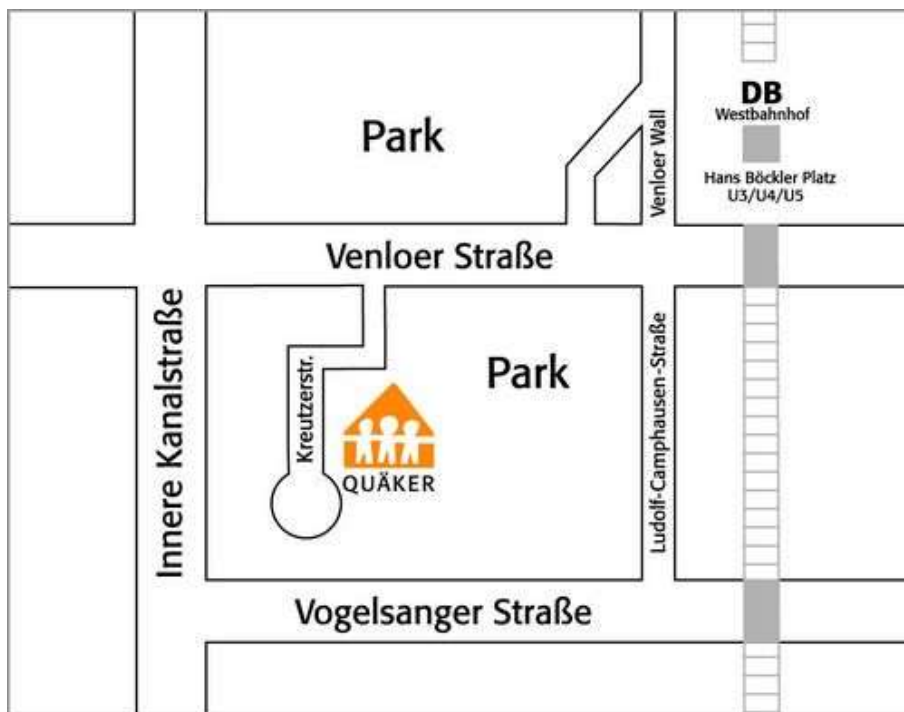 DB
Westbahnhof
Park
Venloer Wall
Hans Böckler Platz
U3/U4/U5
Venloer Straße
Innere Kanalstraße
Kreutzerstr.
Park
Ludolf-Camphausen-Straße
QUÄKER
Vogelsanger Straße